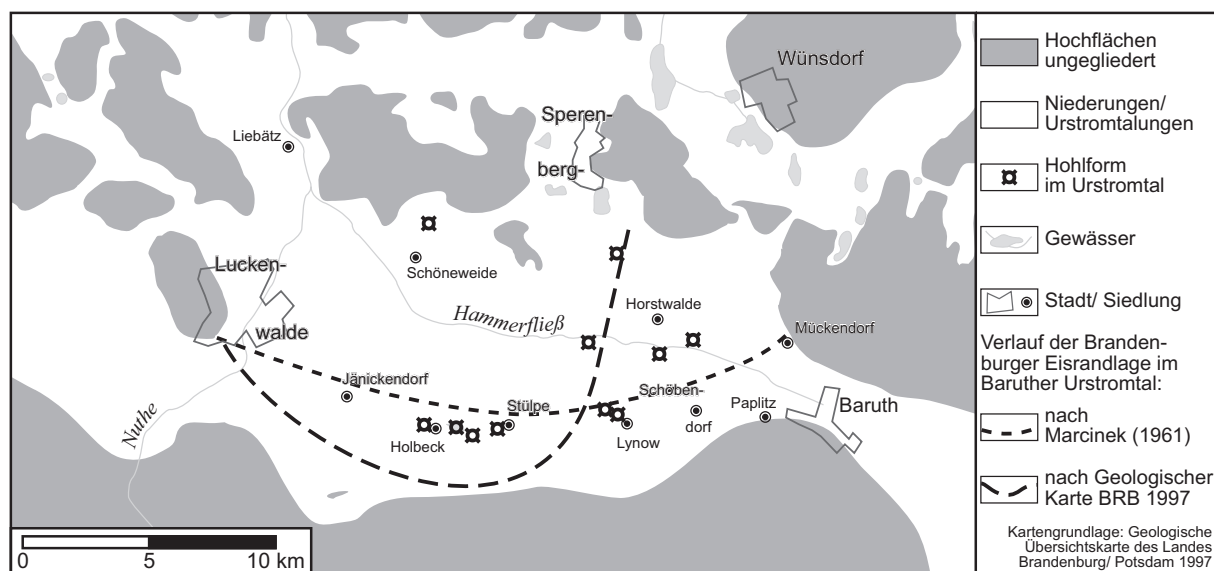 Wünsdorf
Speren-
berg-
Liebätz
Schöneweide
Lucken-
walde
Hammerfließ
Horstwalde
Mückendorf
Jänickendorf
Stülpe
Schöben-
dorf
Paplitz
Baruth
Holbeck
Lynow
Nuthe
0 5 10 km
Hochflächen
ungegliedert
Niederungen/
Urstromtalungen
Hohlform
im Urstromtal
Gewässer
Stadt/ Siedlung
Verlauf der Branden-
burger Eisrandlage im
Baruther Urstromtal:
nach
Marcinek (1961)
nach Geologischer
Karte BRB 1997
Kartengrundlage: Geologische
Übersichtskarte des Landes
Brandenburg/ Potsdam 1997